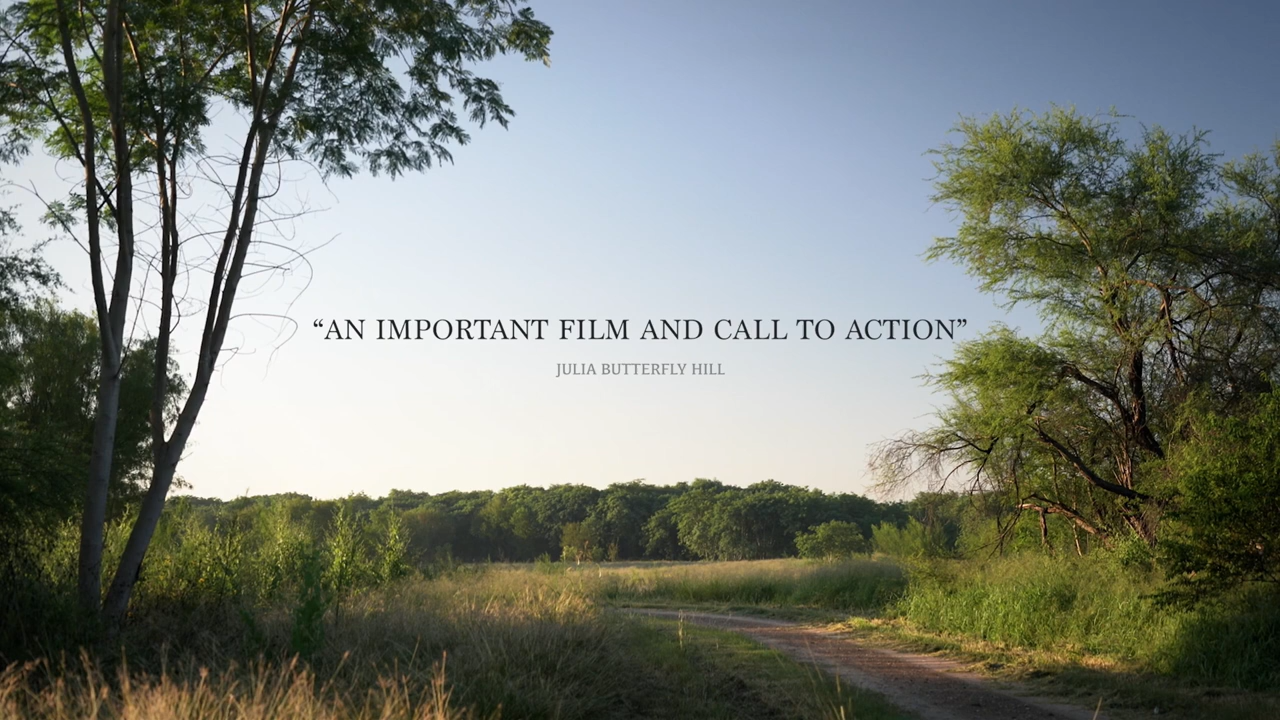 “AN IMPORTANT FILM AND CALL TO ACTION”
JULIA BUTTERFLY HILL